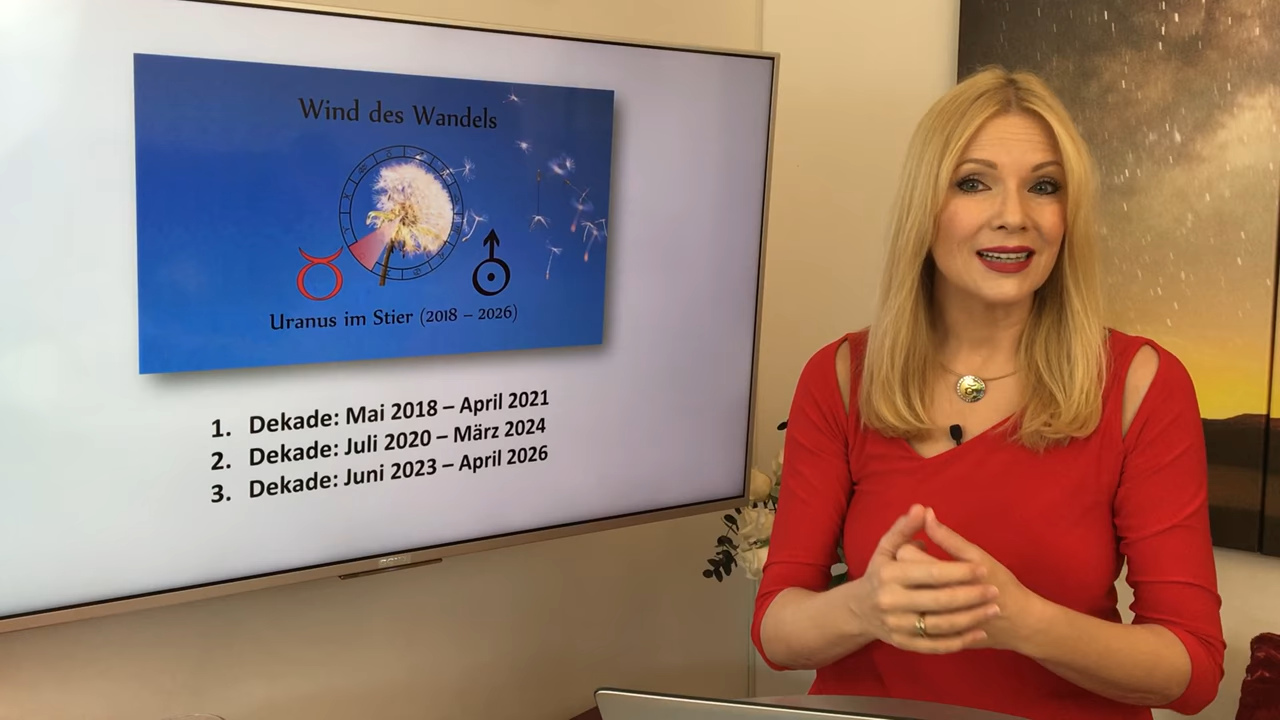 Wind des Wandels
Uranus im Stier (2018 – 2026)
1. Dekade: Mai 2018 – April 2021
2. Dekade: Juli 2020 – März 2024
3. Dekade: Juni 2023 – April 2026